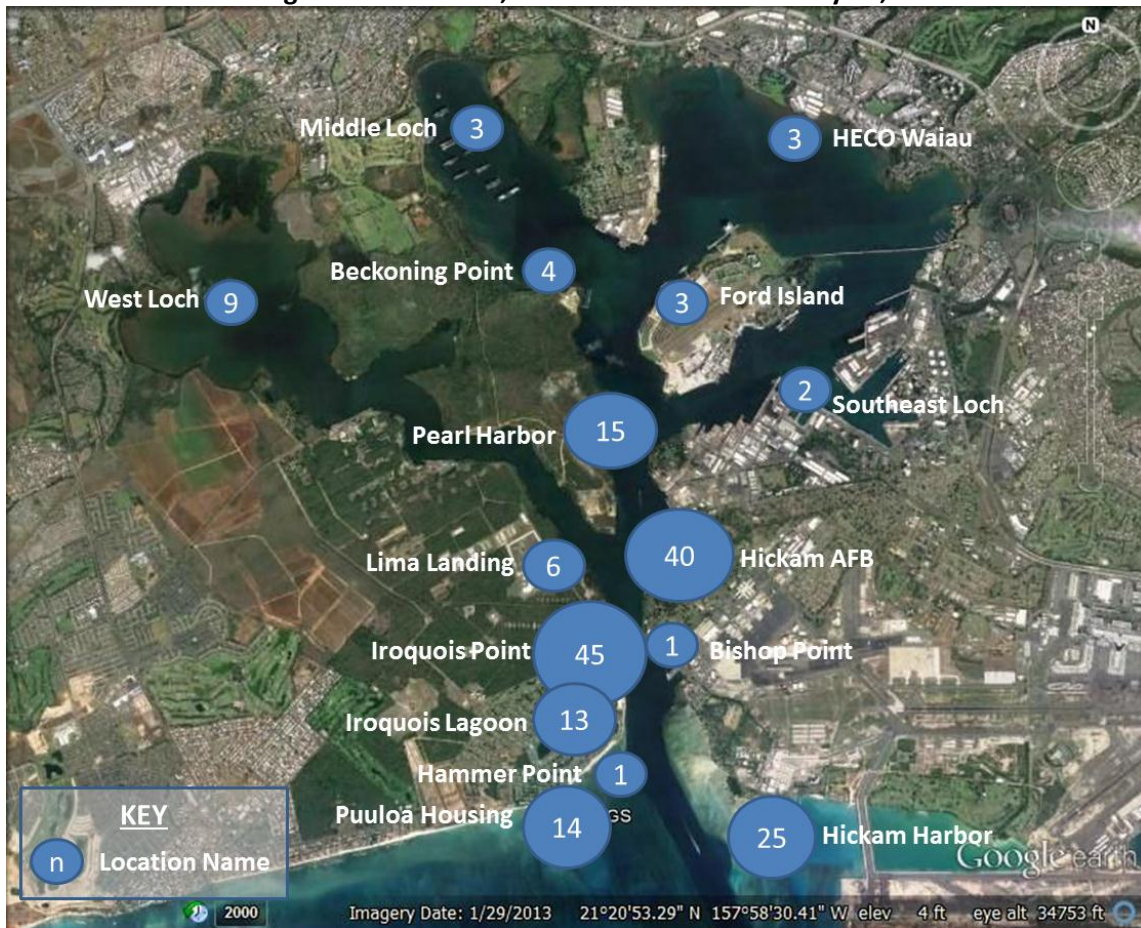 N
Middle Loch
3
3
HECO Waiau
Beckoning Point
4
West Loch
9
3
Ford Island
2
Southeast Loch
Pearl Harbor
15
Lima Landing
6
40
Hickam AFB
Iroquois Point
45
1
Bishop Point
Iroquois Lagoon
13
Hammer Point
1
KEY
n Location Name
Puuloa Housing
14
GS
25
Hickam Harbor
Google earth
2000
Imagery Date: 1/29/2013 21°20'53.29" N 157°58'30.41" W elev 4 ft eye alt 34753 ft